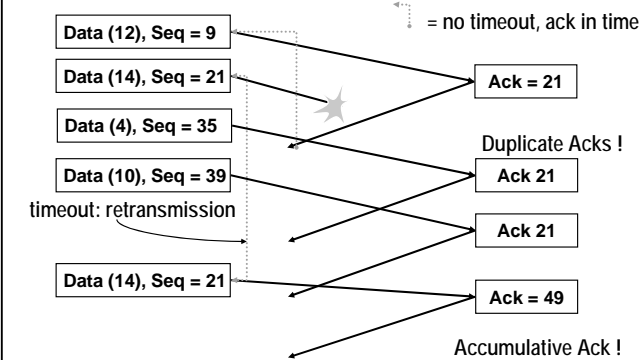 = no timeout, ack in time
Data (12), Seq = 9
Data (14), Seq = 21
Ack = 21
Data (4), Seq = 35
Duplicate Acks !
Data (10), Seq = 39
Ack 21
timeout: retransmission
Ack 21
Data (14), Seq = 21
Ack = 49
Accumulative Ack !